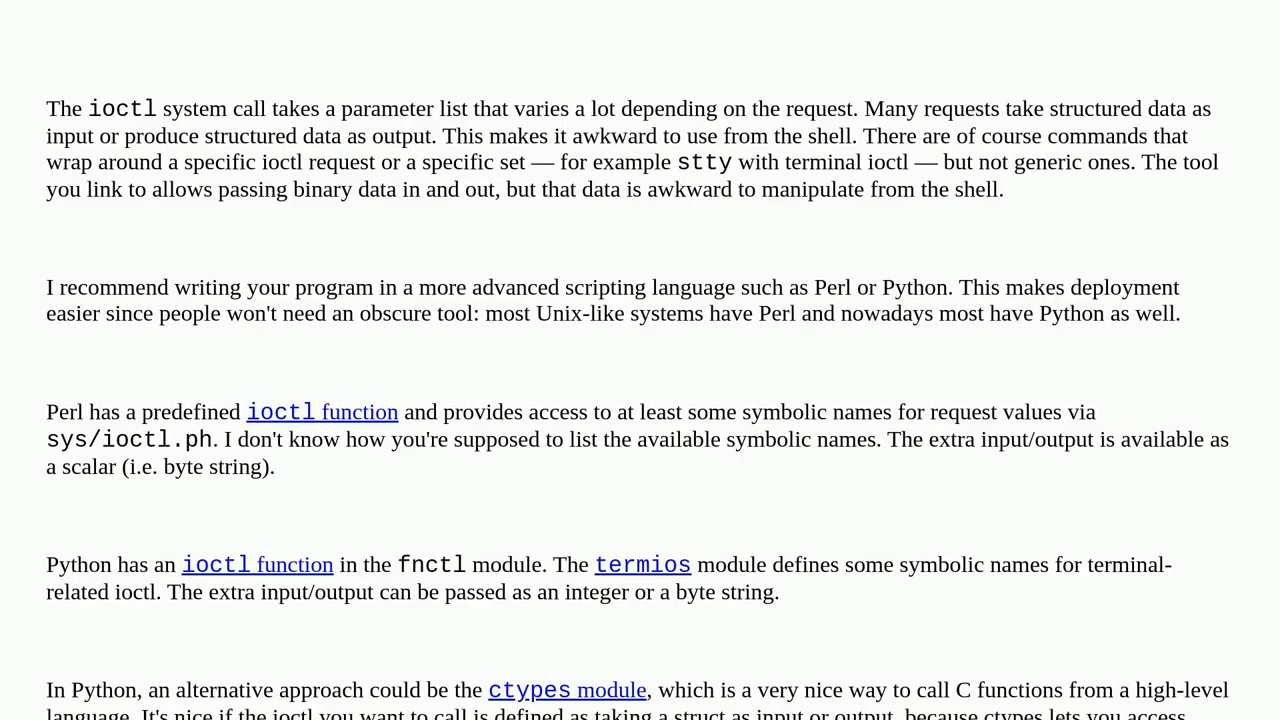 The ioctl system call takes a parameter list that varies a lot depending on the request. Many requests take structured data as
input or produce structured data as output. This makes it awkward to use from the shell. There are of course commands that
wrap around a specific ioctl request or a specific set — for example stty with terminal ioctl — but not generic ones. The tool
you link to allows passing binary data in and out, but that data is awkward to manipulate from the shell.
I recommend writing your program in a more advanced scripting language such as Perl or Python. This makes deployment
easier since people won't need an obscure tool: most Unix-like systems have Perl and nowadays most have Python as well.
Perl has a predefined ioctl function and provides access to at least some symbolic names for request values via
sys/ioctl.ph. I don't know how you're supposed to list the available symbolic names. The extra input/output is available as
a scalar (i.e. byte string).
Python has an ioctl function in the fnctl module. The termios module defines some symbolic names for terminal-
related ioctl. The extra input/output can be passed as an integer or a byte string.
In Python, an alternative approach could be the ctypes module, which is a very nice way to call C functions from a high-level
language. It's nice if the ioctl you want to call is defined as taking a struct as input or output, because ctypes lets you access